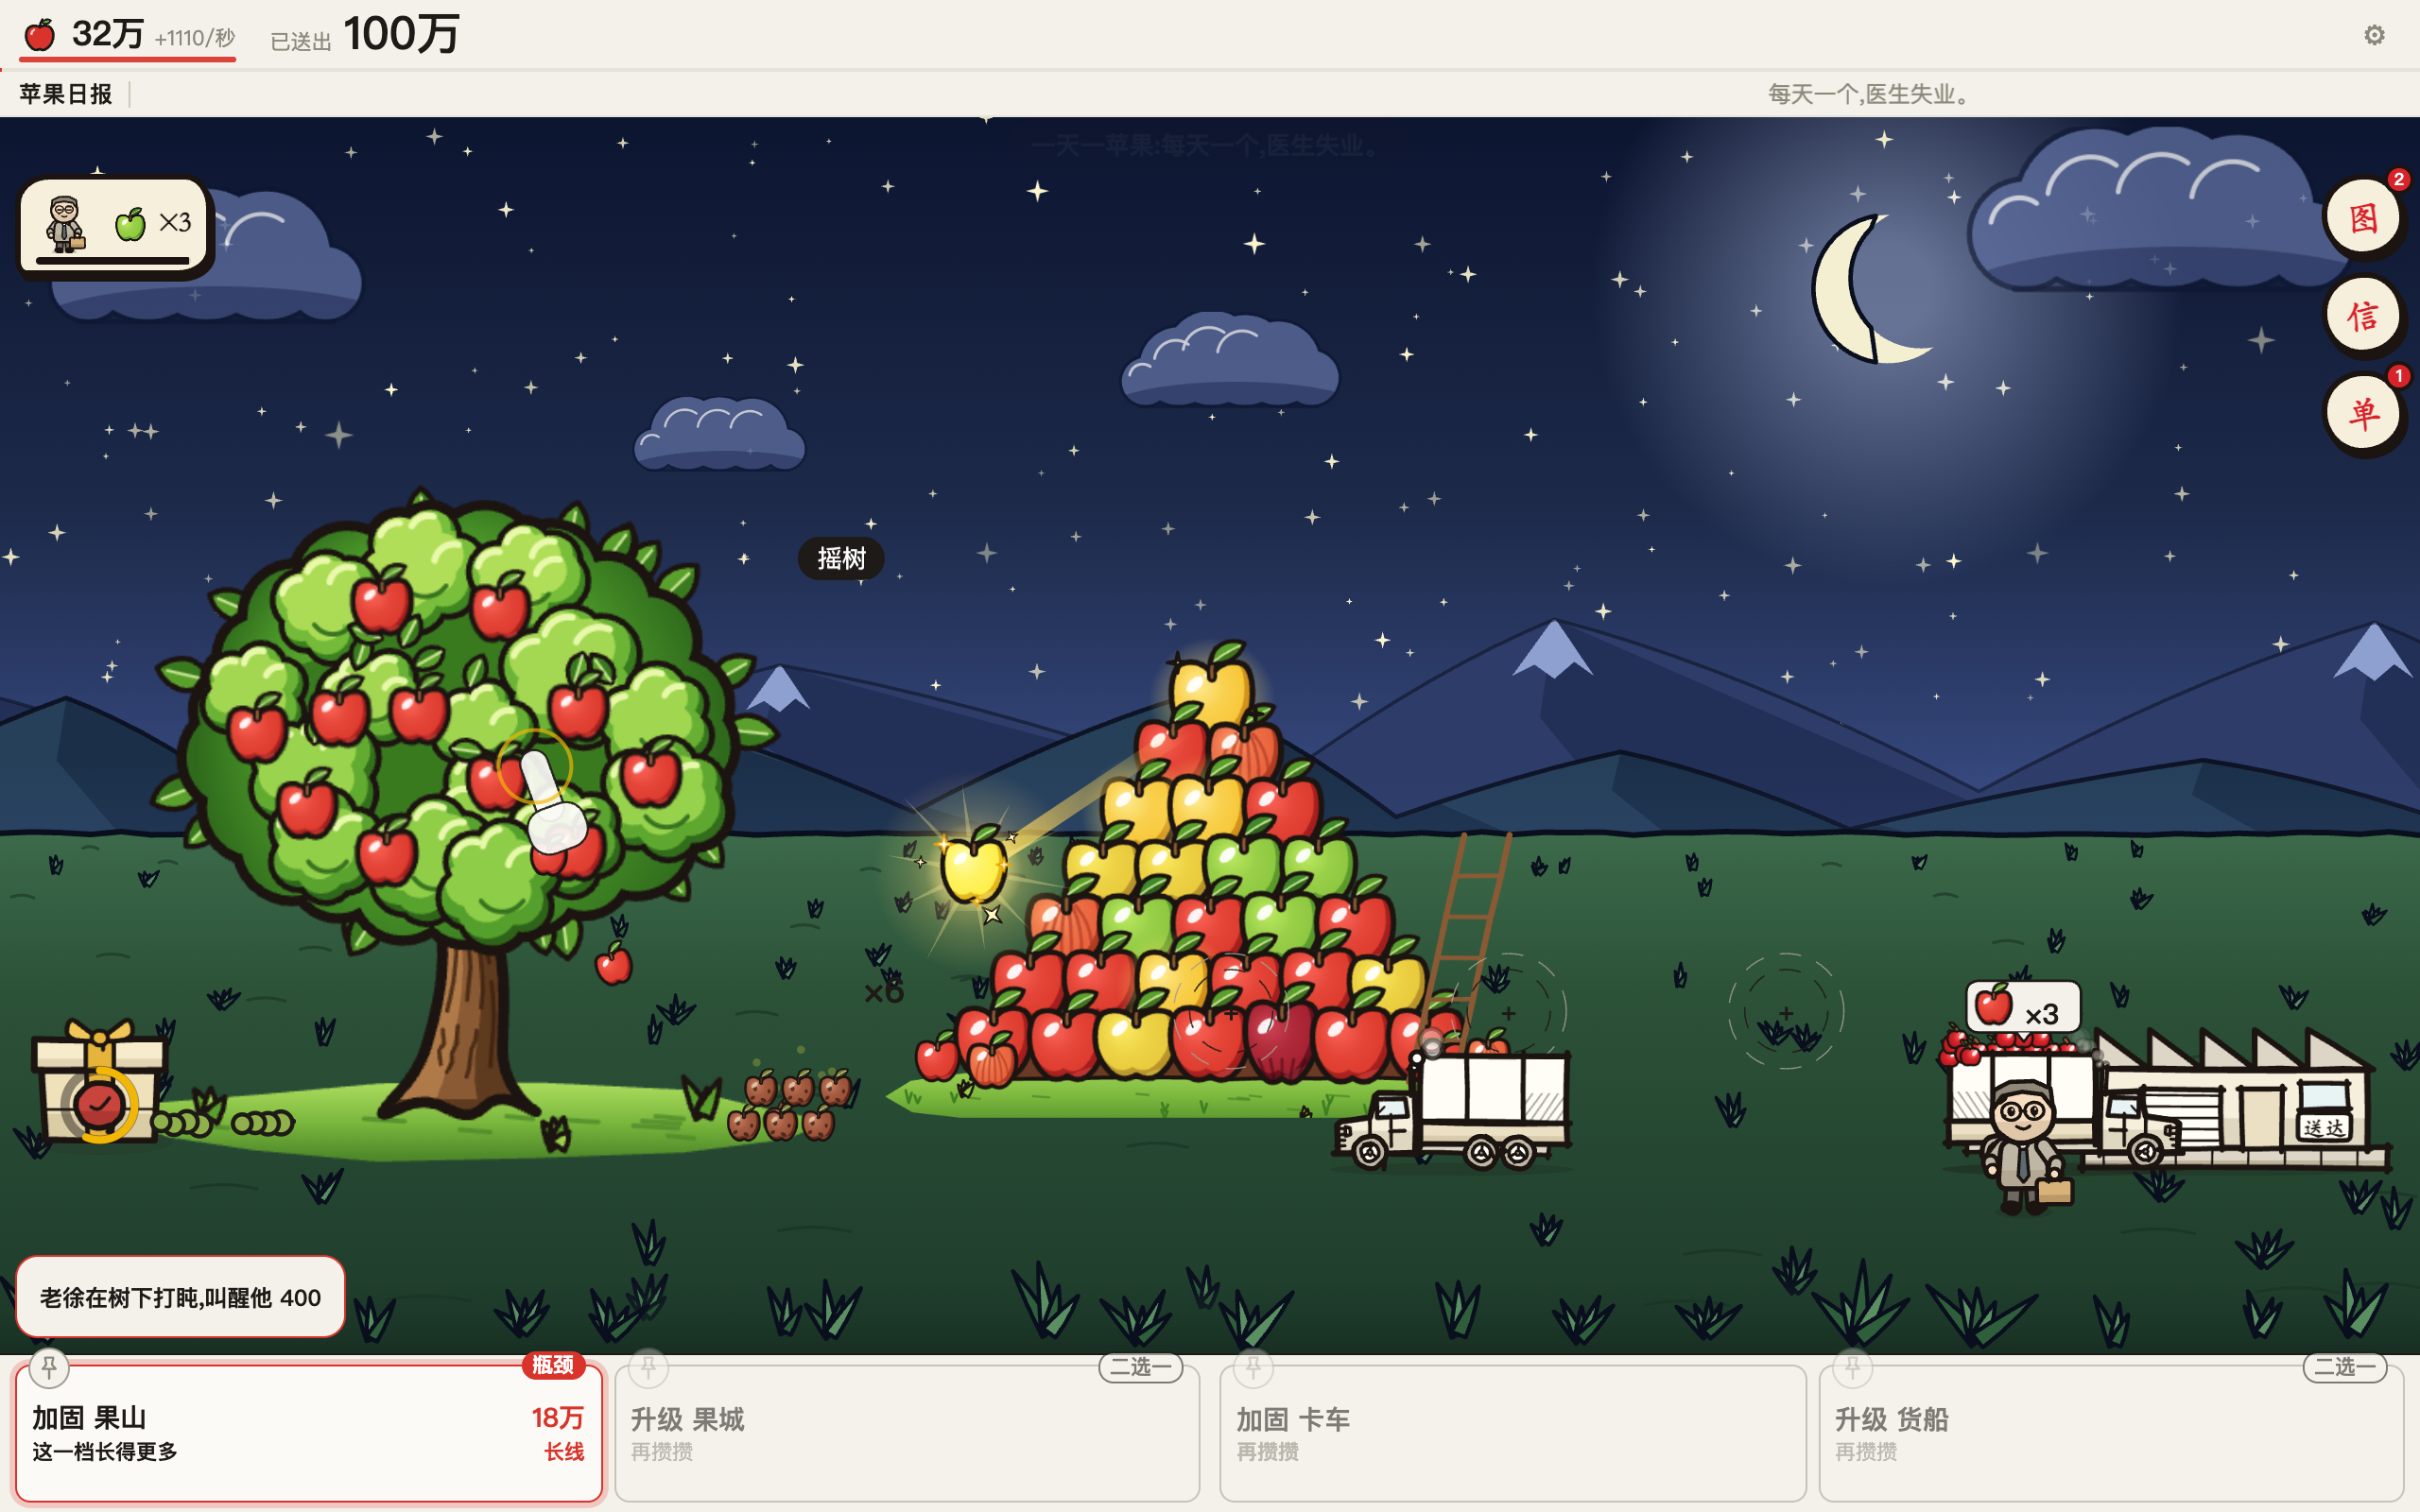 32万 +1110/秒 已送出 100万
苹果日报
每天一个,医生失业。
一天一苹果:每天一个,医生失业。
×3
2
图
信
1
单
摇树
×6
×3
送达
老徐在树下打盹,叫醒他 400
瓶颈
加固 果山 18万
这一档长得更多 长线
二选一
升级 果城
再攒攒
加固 卡车
再攒攒
二选一
升级 货船
再攒攒